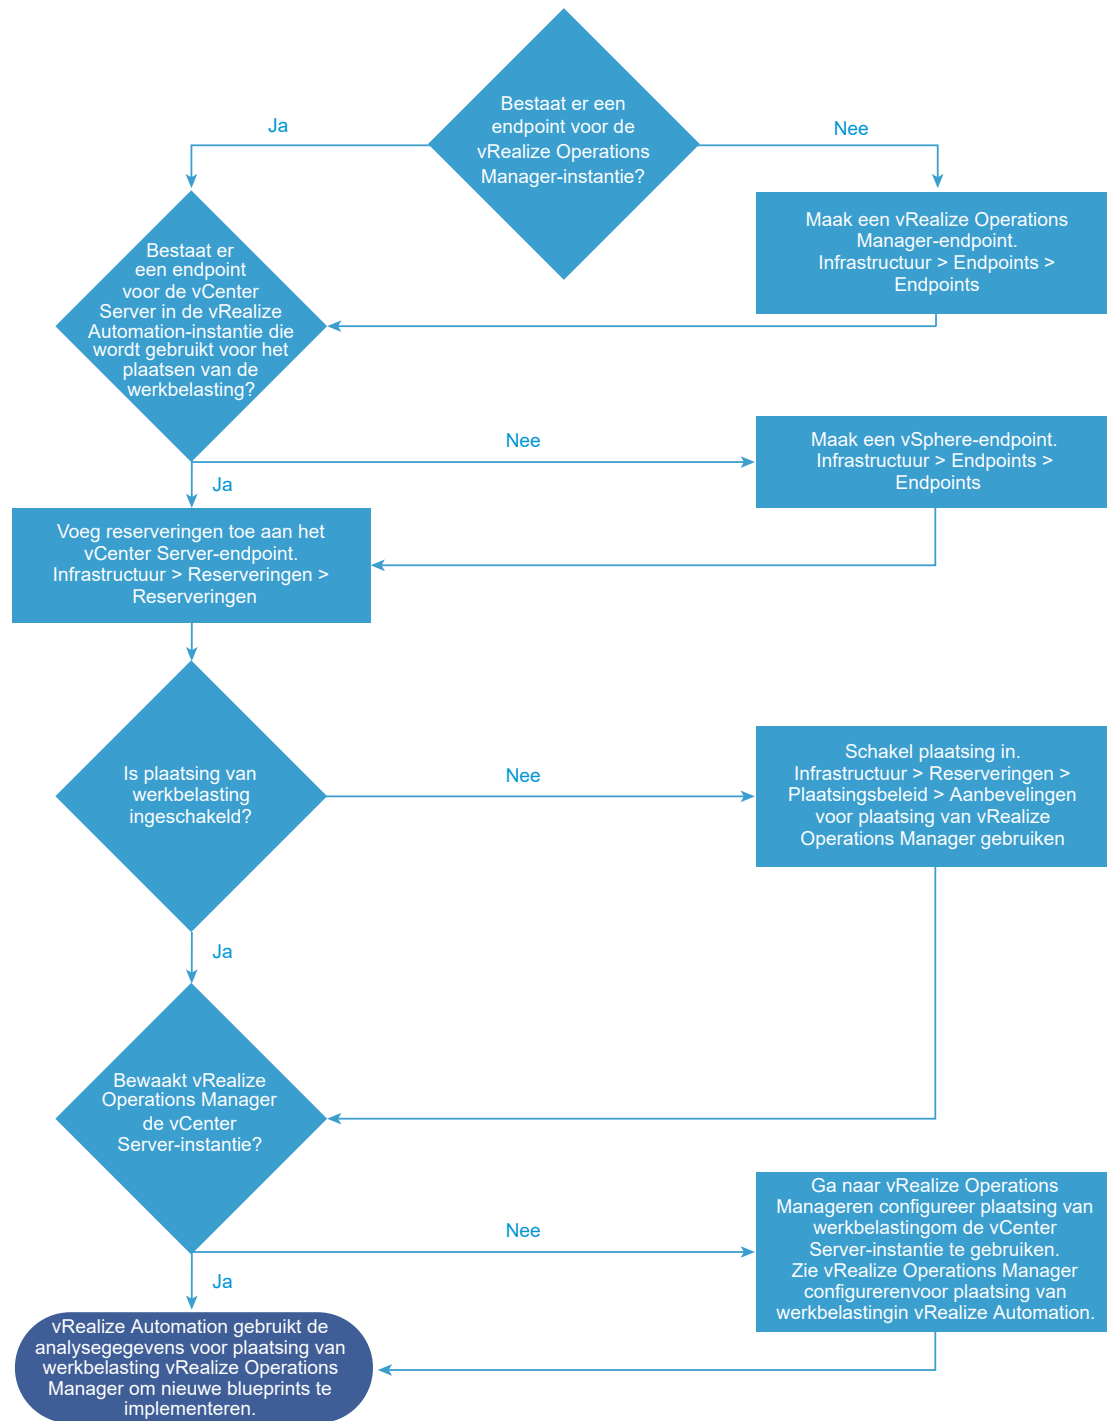 Bestaat er een
endpoint voor de
vRealize Operations
Manager-instantie?
Ja
Nee
Maak een vRealize Operations
Manager-endpoint.
Infrastructuur > Endpoints >
Endpoints
Bestaat er
een endpoint
voor de vCenter
Server in de vRealize
Automation-instantie die
wordt gebruikt voor het
plaatsen van de
werkbelasting?
Nee
Maak een vSphere-endpoint.
Infrastructuur > Endpoints >
Endpoints
Ja
Voeg reserveringen toe aan het
vCenter Server-endpoint.
Infrastructuur > Reserveringen >
Reserveringen
Is plaatsing van
werkbelasting
ingeschakeld?
Nee
Schakel plaatsing in.
Infrastructuur > Reserveringen >
Plaatsingsbeleid > Aanbevelingen
voor plaatsing van vRealize
Operations Manager gebruiken
Ja
Bewaakt vRealize
Operations Manager
de vCenter
Server-instantie?
Nee
Ga naar vRealize Operations
Manageren configureer plaatsing van
werkbelastingom de vCenter
Server-instantie te gebruiken.
Zie vRealize Operations Manager
configurerenvoor plaatsing van
werkbelastingin vRealize Automation.
Ja
vRealize Automation gebruikt de
analysegegevens voor plaatsing van
werkbelasting vRealize Operations
Manager om nieuwe blueprints te
implementeren.